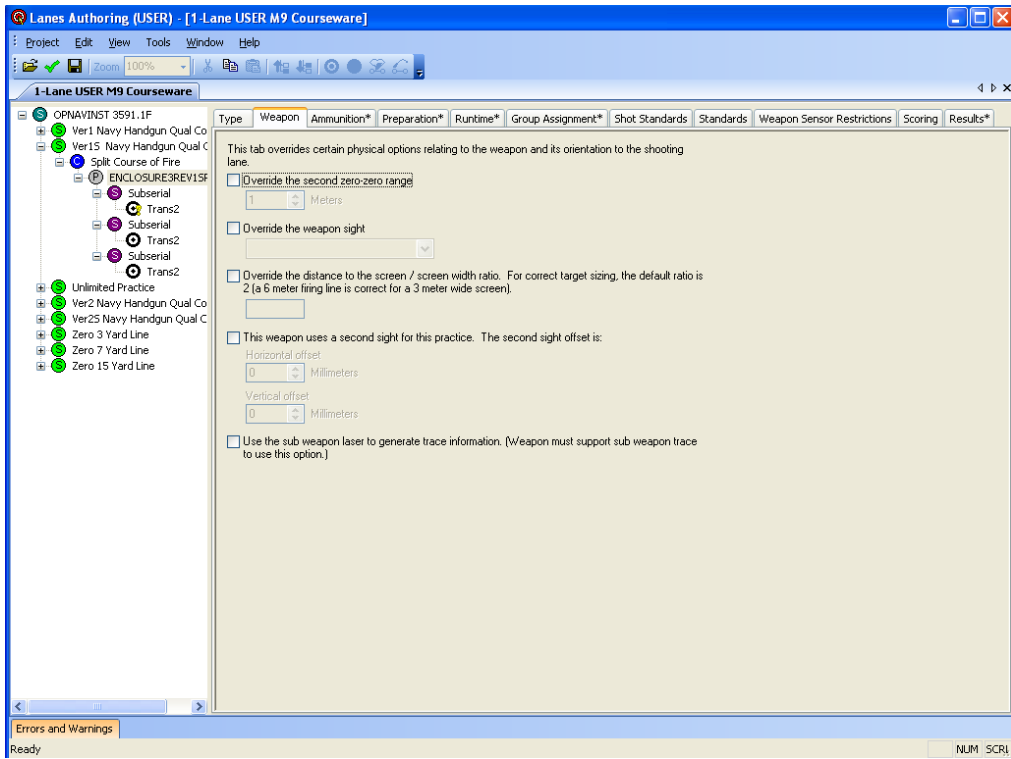 Lanes Authoring (USER) - [1-Lane USER M9 Courseware]
Project Edit View Tools Window Help
Zoom 100%
1-Lane USER M9 Courseware
OPNAVINST 3591.1F
Ver1 Navy Handgun Qual Co
Ver1S Navy Handgun Qual C
Split Course of Fire
ENCLOSURE3REV1SF
Subserial
Trans2
Subserial
Trans2
Subserial
Trans2
Unlimited Practice
Ver2 Navy Handgun Qual Co
Ver2S Navy Handgun Qual C
Zero 3 Yard Line
Zero 7 Yard Line
Zero 15 Yard Line
Type Weapon Ammunition* Preparation* Runtime* Group Assignment* Shot Standards Standards Weapon Sensor Restrictions Scoring Results*
This tab overrides certain physical options relating to the weapon and its orientation to the shooting
lane.
Override the second zero-zero range
1 Meters
Override the weapon sight
Override the distance to the screen / screen width ratio. For correct target sizing, the default ratio is
2 (a 6 meter firing line is correct for a 3 meter wide screen).
This weapon uses a second sight for this practice. The second sight offset is:
Horizontal offset
0 Millimeters
Vertical offset
0 Millimeters
Use the sub weapon laser to generate trace information. (Weapon must support sub weapon trace
to use this option.)
Errors and Warnings
Ready
NUM SCRL